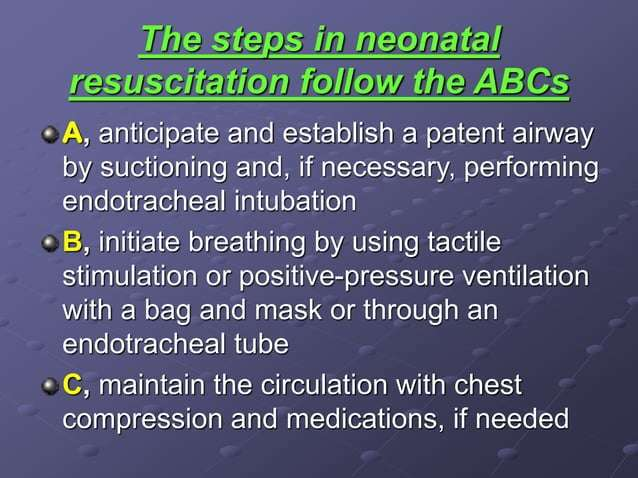 The steps in neonatal
resuscitation follow the ABCs
A, anticipate and establish a patent airway
by suctioning and, if necessary, performing
endotracheal intubation
B, initiate breathing by using tactile
stimulation or positive-pressure ventilation
with a bag and mask or through an
endotracheal tube
C, maintain the circulation with chest
compression and medications, if needed